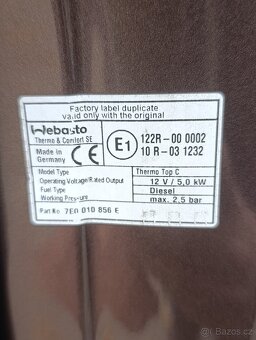 Factory label duplicate
valid only with the original
Webasto
Thermo & Comfort SE
Made in
Germany
CE
E1
122R-00 0002
10 R-03 1232
Model Type Thermo Top C
Operating Voltage/Rated Output 12 V / 5,0 kW
Fuel Type Diesel
Working Pressure max. 2,5 bar
Part No. 7E0 010 856 E
Bazoš.cz